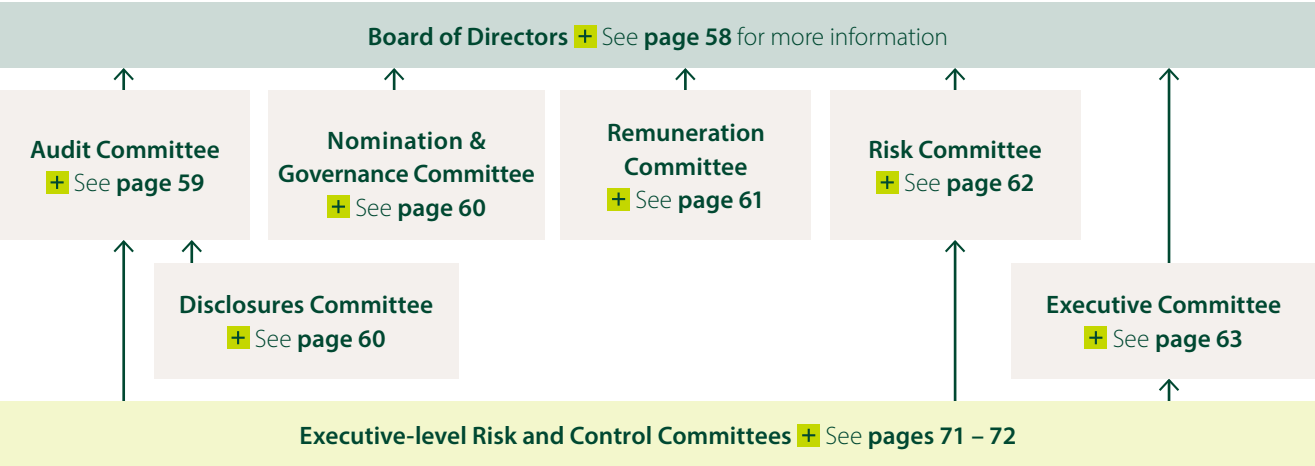 Board of Directors + See page 58 for more information
Audit Committee
+ See page 59
Nomination &
Governance Committee
+ See page 60
Remuneration
Committee
+ See page 61
Risk Committee
+ See page 62
Disclosures Committee
+ See page 60
Executive Committee
+ See page 63
Executive-level Risk and Control Committees + See pages 71 – 72